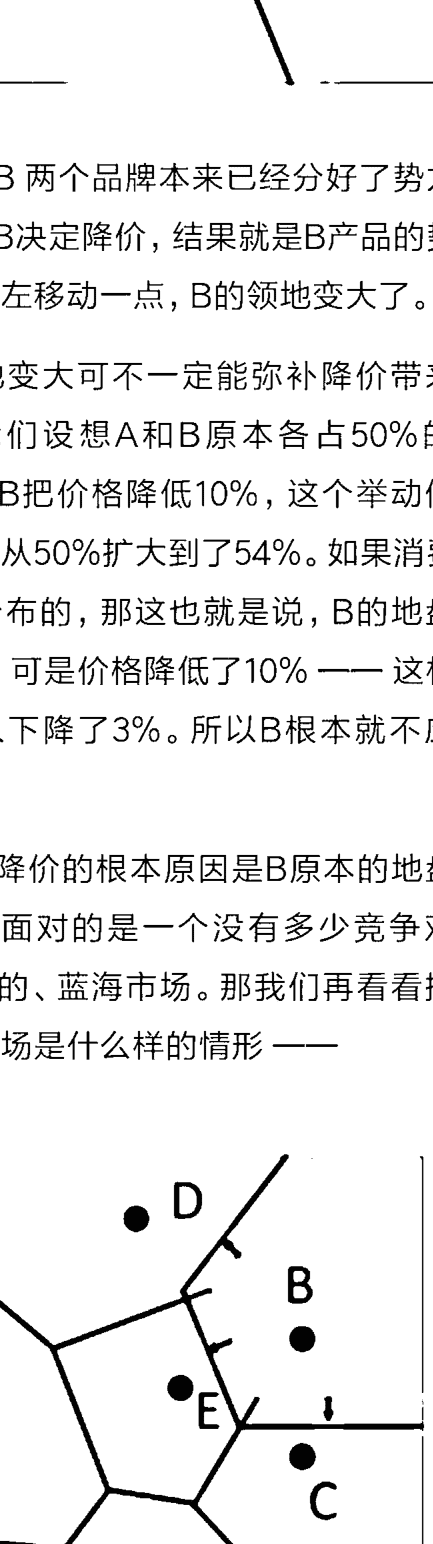 B 两个品牌本来已经分好了势
B决定降价，结果就是B产品的
左移动一点，B的领地变大了。
变大可不一定能弥补降价带
们设想A和B原本各占50%
B把价格降低10%，这个举动
从50%扩大到了54%。如果消
布的，那这也就是说，B的地
可是价格降低了10% —— 这
下降了3%。所以B根本就不
降价的根本原因是B原本的地
面对的是一个没有多少竞争
的、蓝海市场。那我们再看看
场是什么样的情形 ——
D
B
E
C